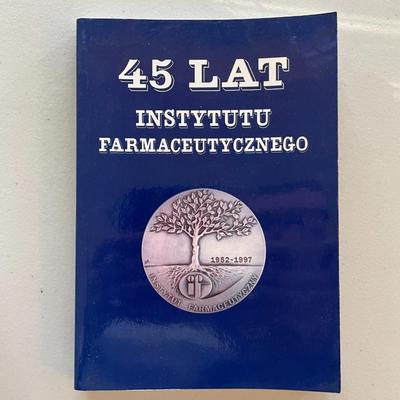 45 LAT
INSTYTUTU
FARMACEUTYCZNEGO
1952-1997
INSTYTUT FARMACEUTYCZNY